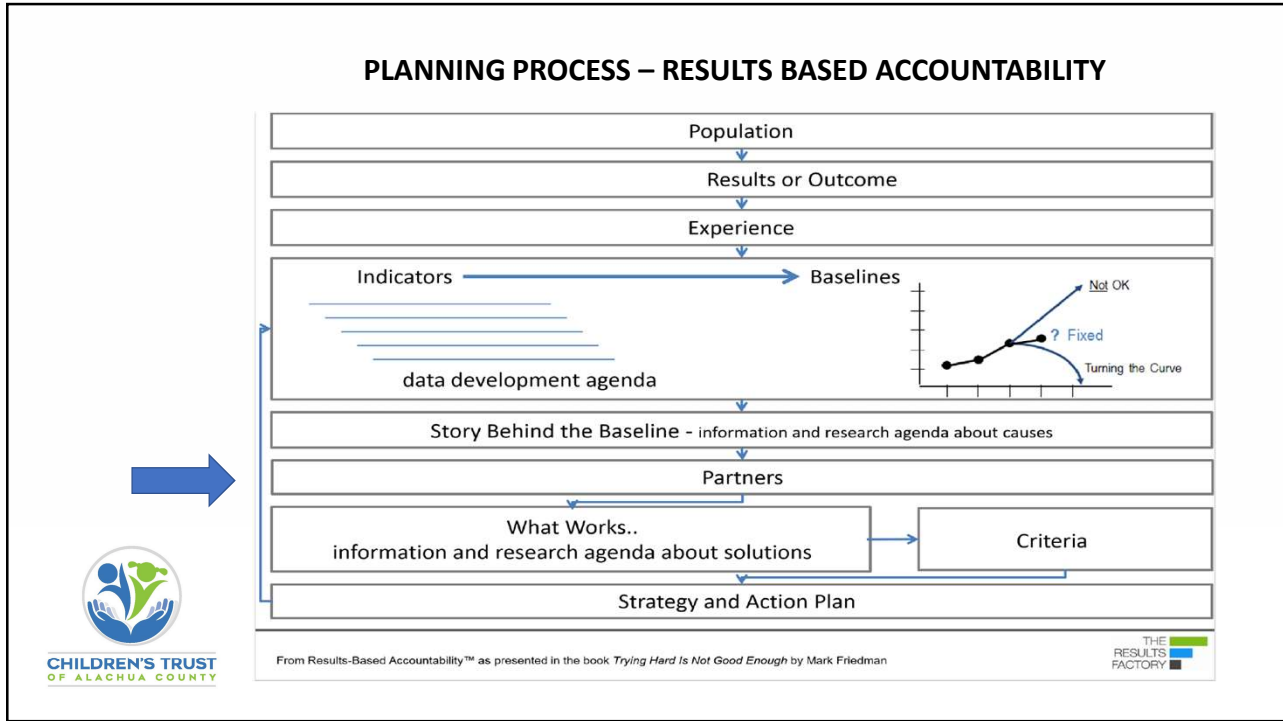 PLANNING PROCESS – RESULTS BASED ACCOUNTABILITY
Population
Results or Outcome
Experience
Indicators
Baselines
Not OK
? Fixed
Turning the Curve
data development agenda
Story Behind the Baseline - information and research agenda about causes
Partners
What Works..
information and research agenda about solutions
Criteria
Strategy and Action Plan
CHILDREN'S TRUST
OF ALACHUA COUNTY
From Results-Based Accountability™ as presented in the book Trying Hard Is Not Good Enough by Mark Friedman
THE
RESULTS
FACTORY